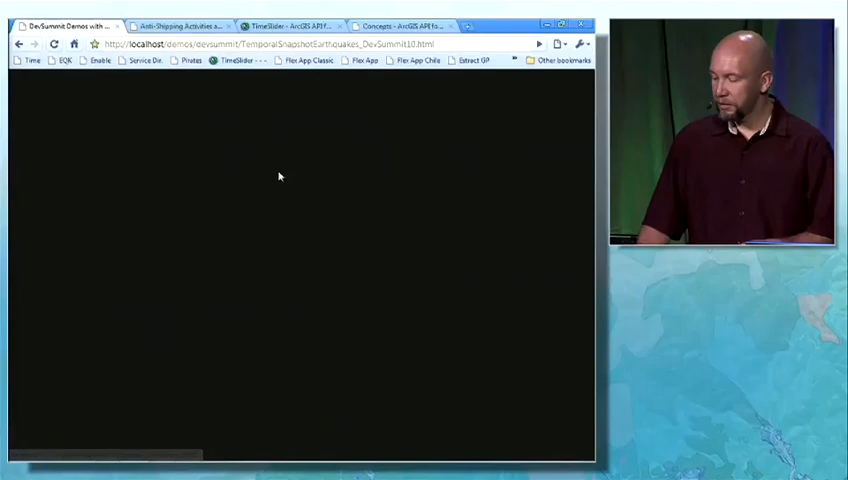 DevSummit Demos with ...
Anti-Shipping Activities a...
TimeSlider - ArcGIS API f...
Concepts - ArcGIS API fo...
http://localhost/demos/devsummit/TemporalSnapshotEarthquakes_DevSummit10.html
Time EQK Enable Service Dir. Pirates TimeSlider - - - Flex App Classic Flex App Flex App Chile Extract GP » Other bookmarks